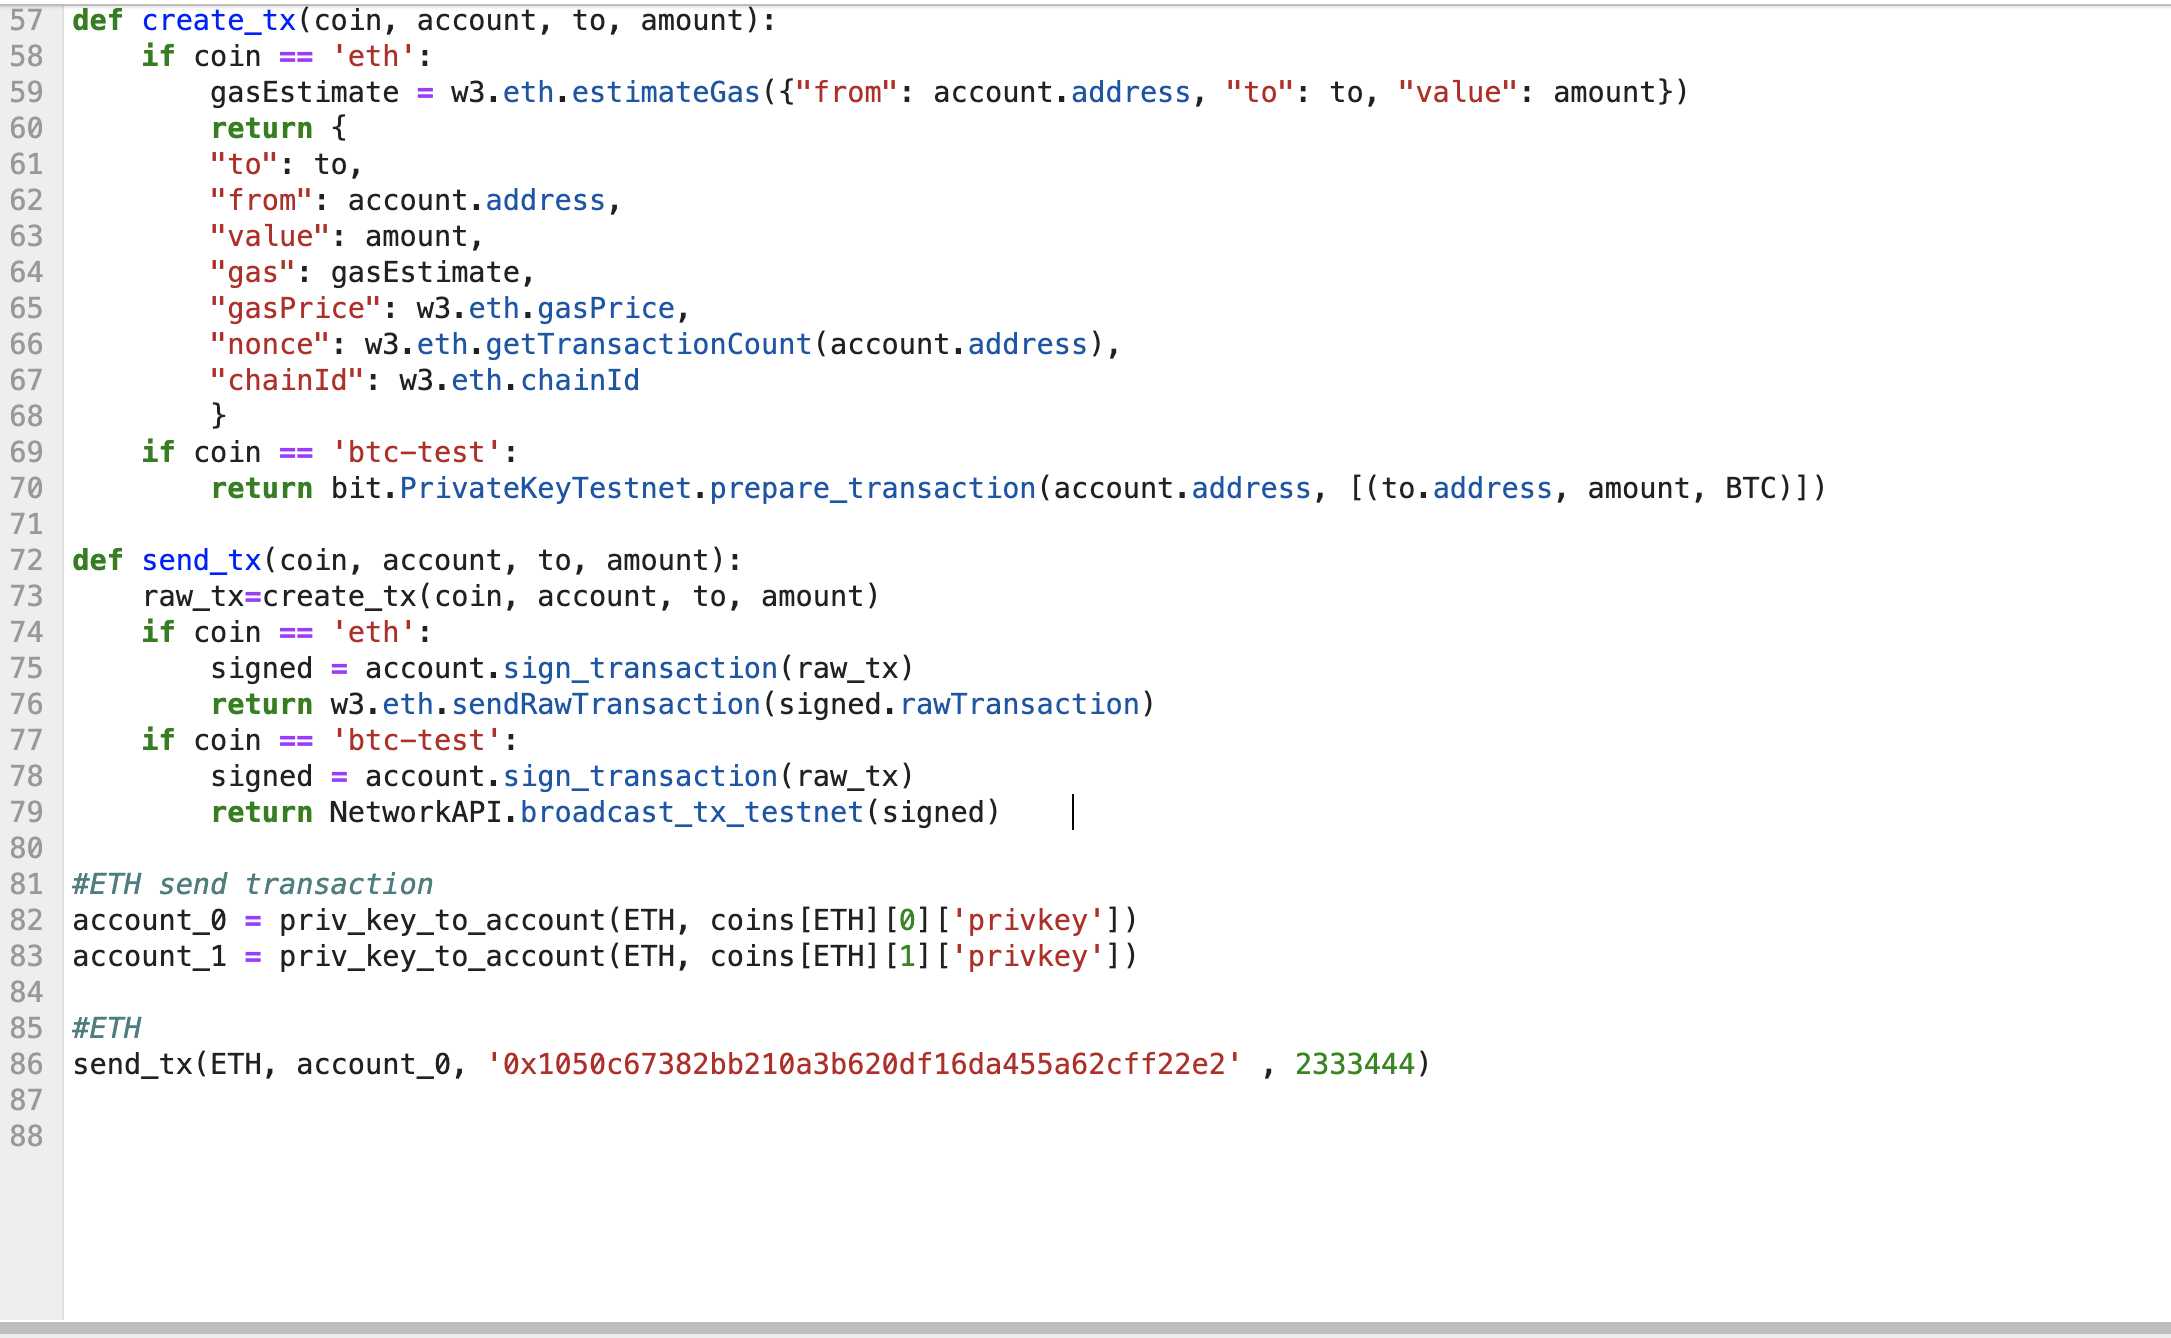 57 def create_tx(coin, account, to, amount):
58     if coin == 'eth':
59         gasEstimate = w3.eth.estimateGas({"from": account.address, "to": to, "value": amount})
60         return {
61         "to": to,
62         "from": account.address,
63         "value": amount,
64         "gas": gasEstimate,
65         "gasPrice": w3.eth.gasPrice,
66         "nonce": w3.eth.getTransactionCount(account.address),
67         "chainId": w3.eth.chainId
68         }
69     if coin == 'btc-test':
70         return bit.PrivateKeyTestnet.prepare_transaction(account.address, [(to.address, amount, BTC)])
71
72 def send_tx(coin, account, to, amount):
73     raw_tx=create_tx(coin, account, to, amount)
74     if coin == 'eth':
75         signed = account.sign_transaction(raw_tx)
76         return w3.eth.sendRawTransaction(signed.rawTransaction)
77     if coin == 'btc-test':
78         signed = account.sign_transaction(raw_tx)
79         return NetworkAPI.broadcast_tx_testnet(signed)
80
81 #ETH send transaction
82 account_0 = priv_key_to_account(ETH, coins[ETH][0]['privkey'])
83 account_1 = priv_key_to_account(ETH, coins[ETH][1]['privkey'])
84
85 #ETH
86 send_tx(ETH, account_0, '0x1050c67382bb210a3b620df16da455a62cff22e2' , 2333444)
87
88